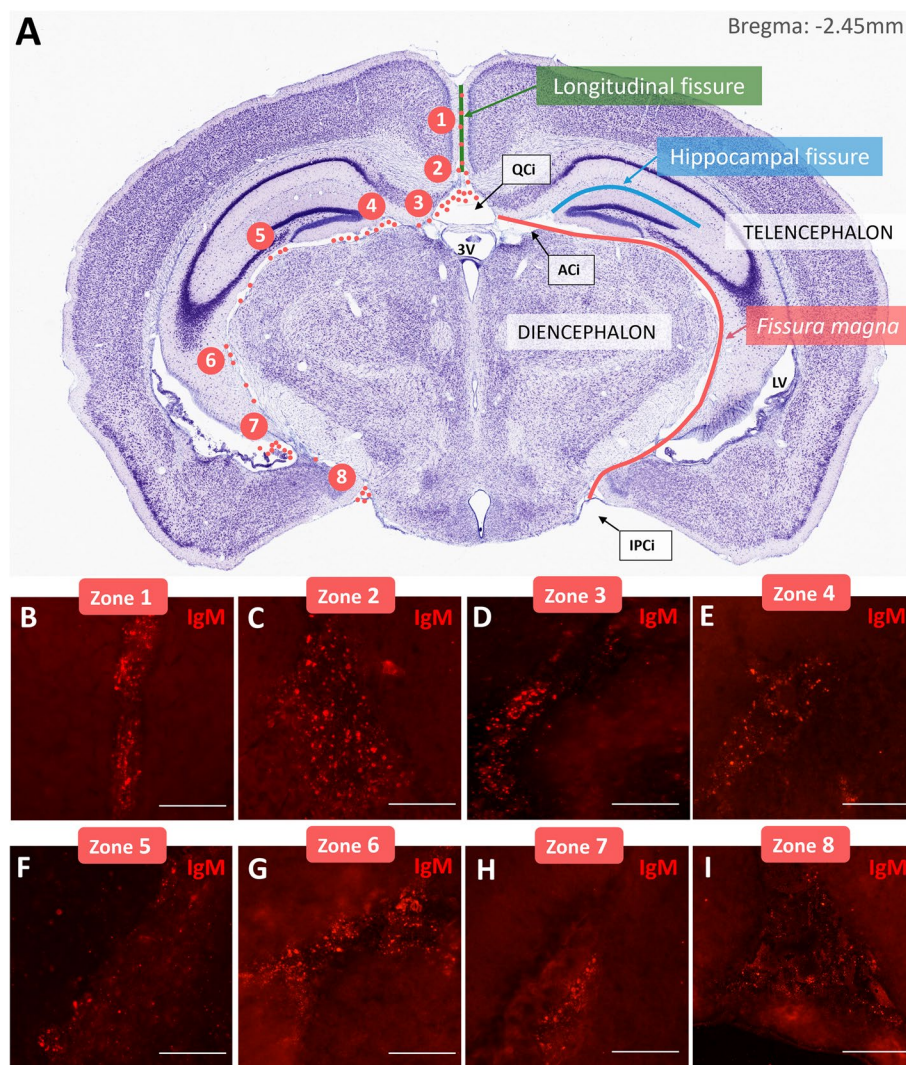 A
Bregma: -2.45mm
Longitudinal fissure
1
Hippocampal fissure
2
QCi
3
4
TELENCEPHALON
5
3V
ACi
DIENCEPHALON
Fissura magna
6
LV
7
8
IPCi
Zone 1
Zone 2
Zone 3
Zone 4
B
IgM
C
IgM
D
IgM
E
IgM
Zone 5
Zone 6
Zone 7
Zone 8
F
IgM
G
IgM
H
IgM
I
IgM